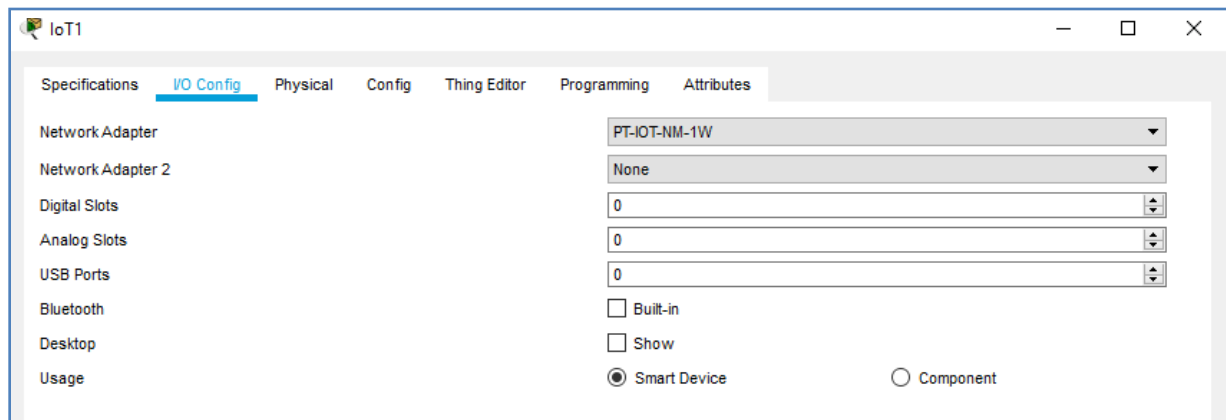 IoT1
Specifications I/O Config Physical Config Thing Editor Programming Attributes
Network Adapter PT-IOT-NM-1W
Network Adapter 2 None
Digital Slots 0
Analog Slots 0
USB Ports 0
Bluetooth Built-in
Desktop Show
Usage Smart Device Component